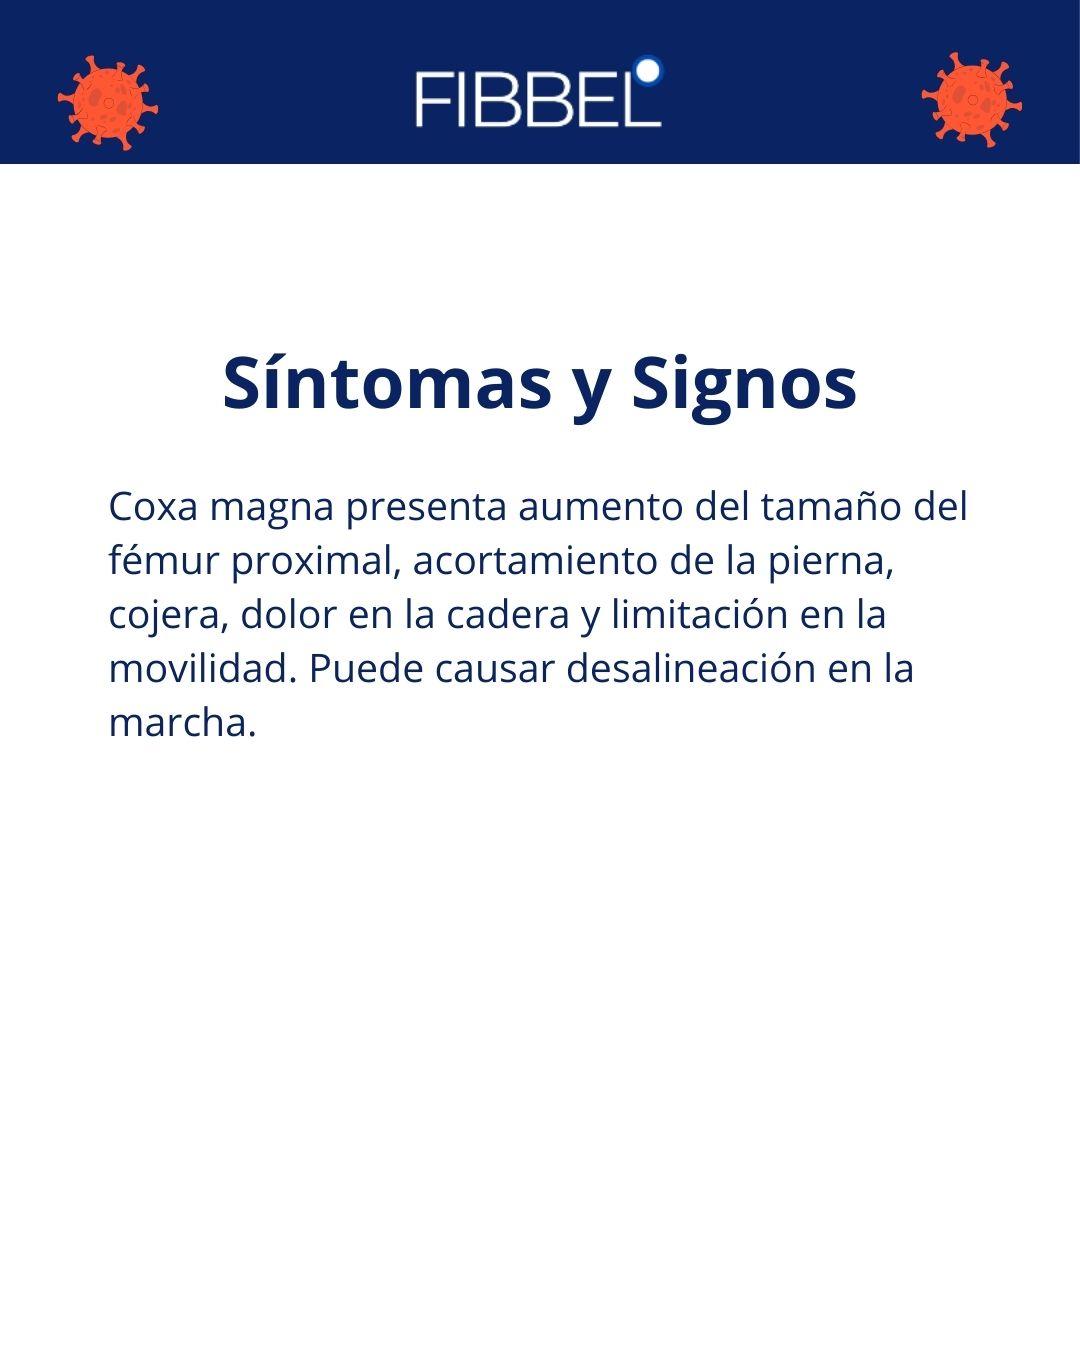 FIBBEL
Síntomas y Signos
Coxa magna presenta aumento del tamaño del
fémur proximal, acortamiento de la pierna,
cojera, dolor en la cadera y limitación en la
movilidad. Puede causar desalineación en la
marcha.